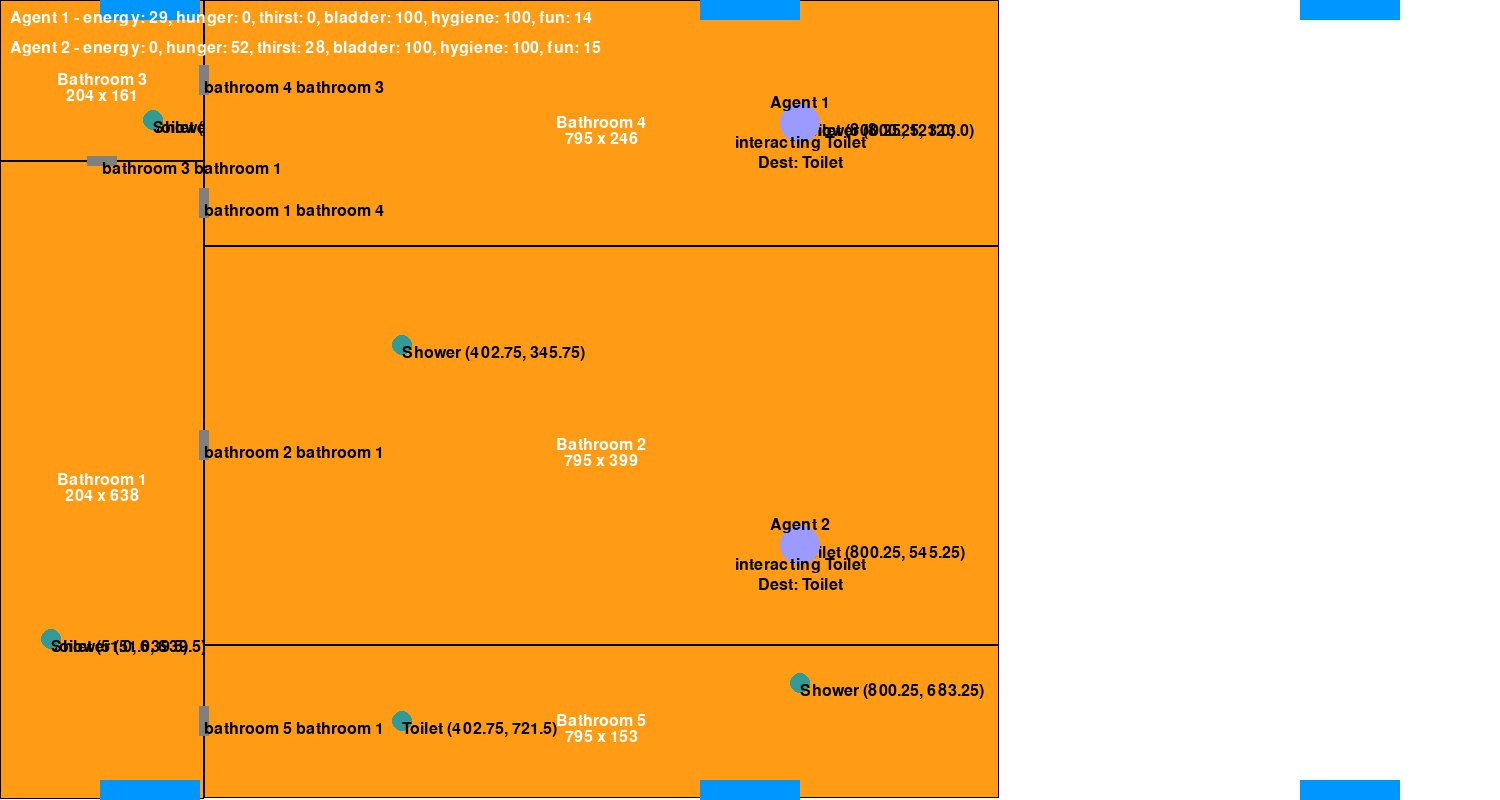 Agent 1 - energy: 29, hunger: 0, thirst: 0, bladder: 100, hygiene: 100, fun: 14
Agent 2 - energy: 0, hunger: 52, thirst: 28, bladder: 100, hygiene: 100, fun: 15
Bathroom 3
204 x 161
bathroom 4 bathroom 3
Agent 1
Bathroom 4
795 x 246
interacting Toilet
Dest: Toilet
bathroom 3 bathroom 1
bathroom 1 bathroom 4
Shower (402.75, 345.75)
Bathroom 2
795 x 399
bathroom 2 bathroom 1
Bathroom 1
204 x 638
Agent 2
(800.25, 545.25)
interacting Toilet
Dest: Toilet
Shower (800.25, 683.25)
bathroom 5 bathroom 1
Toilet (402.75, 721.5)
Bathroom 5
795 x 153